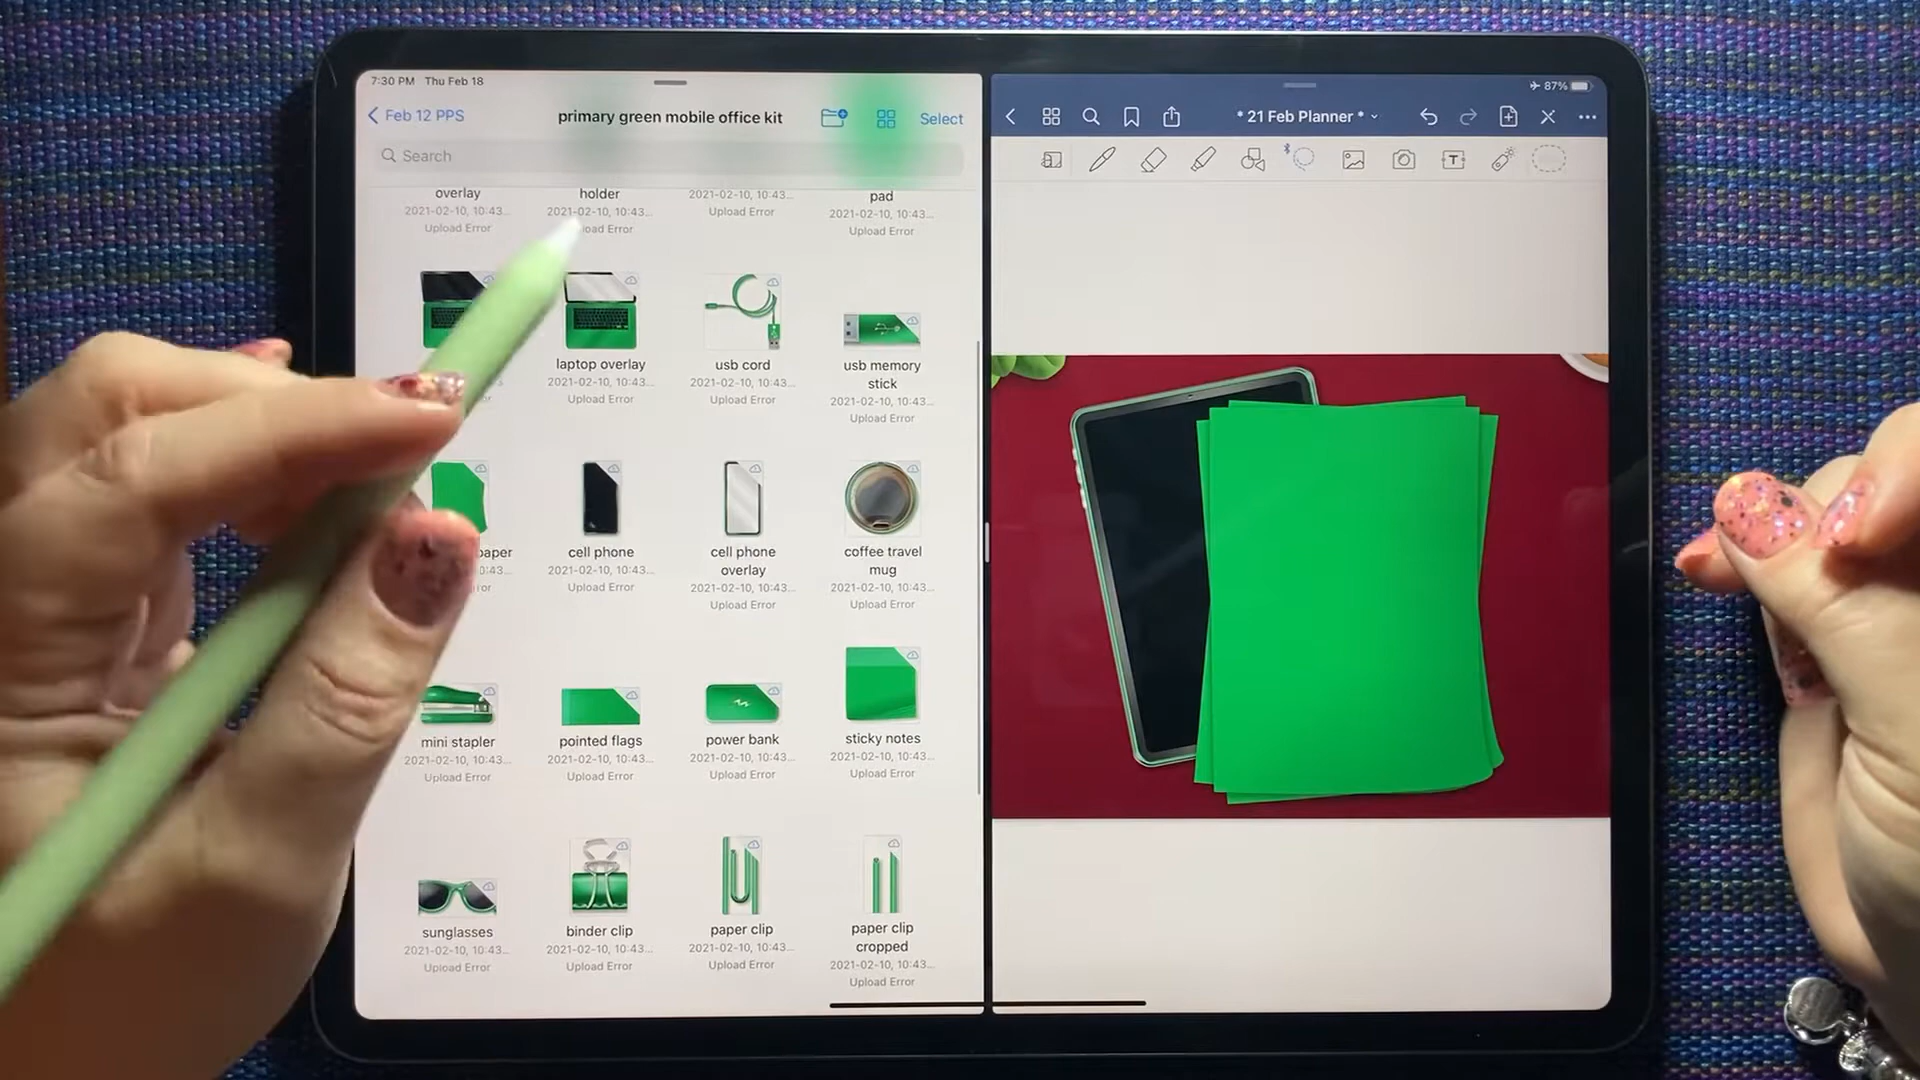 7:30 PM Thu Feb 18
Feb 12 PPS
primary green mobile office kit
Select
Search
overlay
2021-02-10, 10:43...
Upload Error
holder
2021-02-10, 10:43...
Error
2021-02-10, 10:43...
Upload Error
pad
2021-02-10, 10:43...
Upload Error
laptop overlay
2021-02-10, 10:43...
Upload Error
usb cord
2021-02-10, 10:43...
Upload Error
usb memory
stick
2021-02-10, 10:43...
Upload Error
paper
cell phone
2021-02-10, 10:43...
Upload Error
cell phone
overlay
2021-02-10, 10:43...
Upload Error
coffee travel
mug
2021-02-10, 10:43...
Upload Error
mini stapler
2021-02-10, 10:43...
Upload Error
pointed flags
2021-02-10, 10:43...
Upload Error
power bank
2021-02-10, 10:43...
Upload Error
sticky notes
2021-02-10, 10:43...
Upload Error
sunglasses
2021-02-10, 10:43...
Upload Error
binder clip
2021-02-10, 10:43...
Upload Error
paper clip
2021-02-10, 10:43...
Upload Error
paper clip
cropped
2021-02-10, 10:43...
Upload Error
87%
* 21 Feb Planner *
T